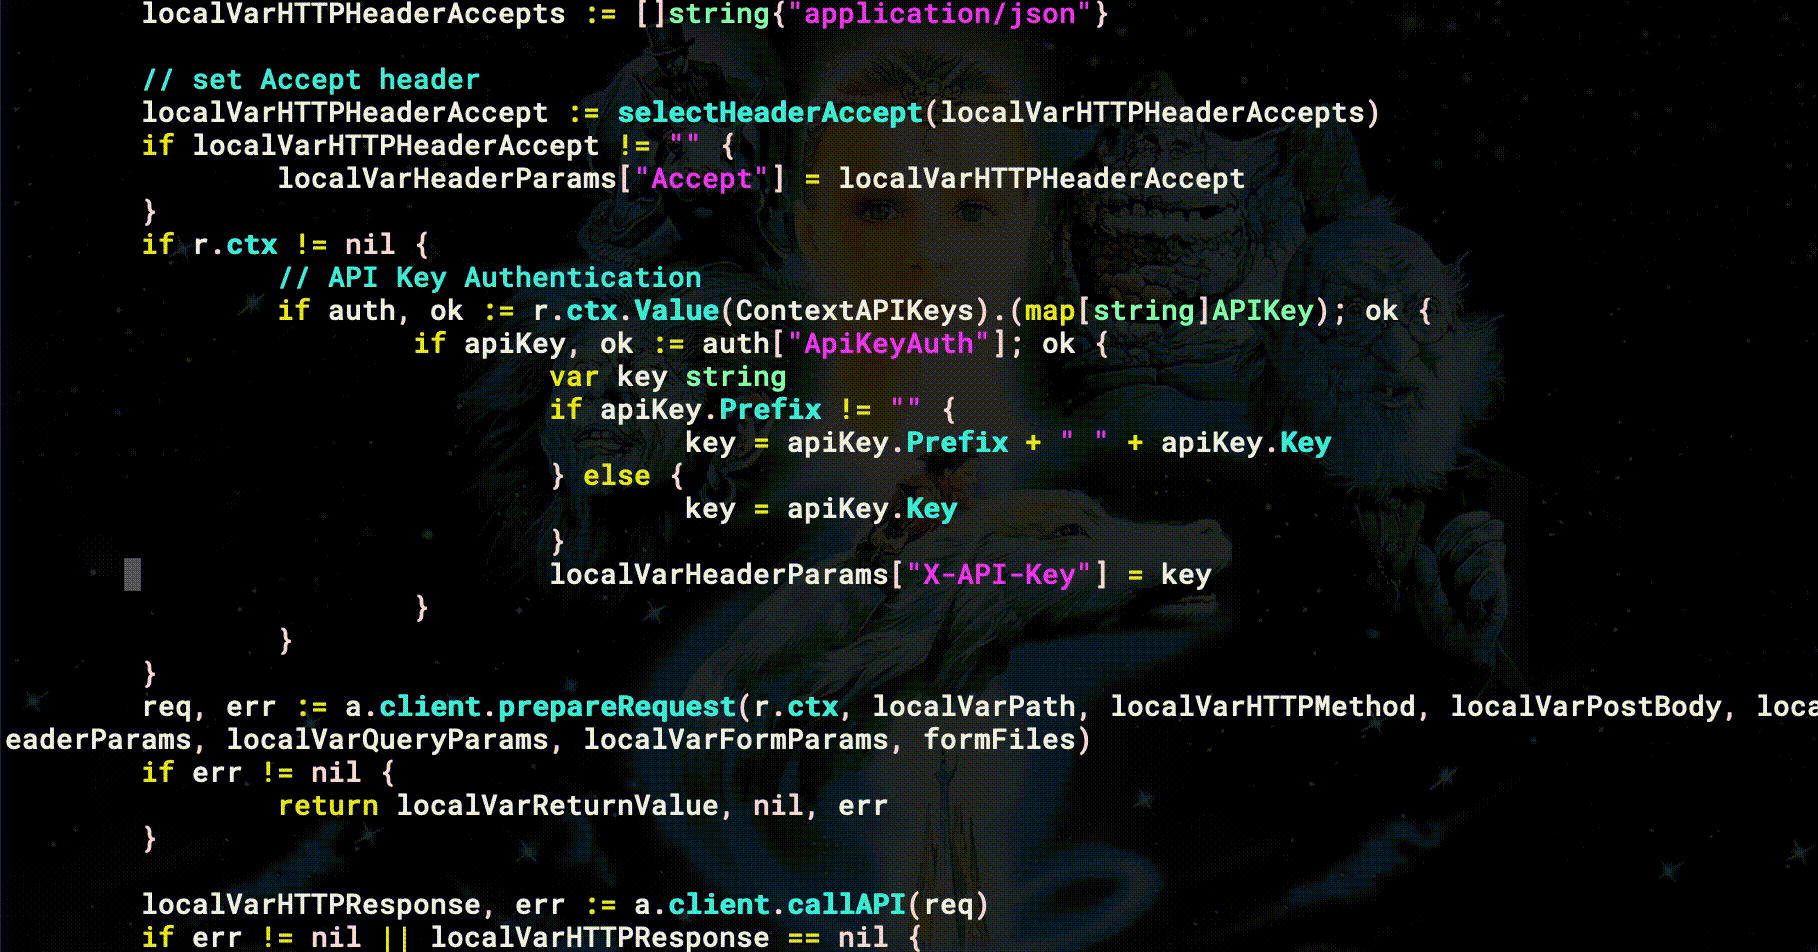 localVarHTTPHeaderAccepts := []string{"application/json"}
// set Accept header
localVarHTTPHeaderAccept := selectHeaderAccept(localVarHTTPHeaderAccepts)
if localVarHTTPHeaderAccept != "" {
localVarHeaderParams["Accept"] = localVarHTTPHeaderAccept
}
if r.ctx != nil {
// API Key Authentication
if auth, ok := r.ctx.Value(ContextAPIKeys).(map[string]APIKey); ok {
if apiKey, ok := auth["ApiKeyAuth"]; ok {
var key string
if apiKey.Prefix != "" {
key = apiKey.Prefix + " " + apiKey.Key
} else {
key = apiKey.Key
}
localVarHeaderParams["X-API-Key"] = key
}
}
}
req, err := a.client.prepareRequest(r.ctx, localVarPath, localVarHTTPMethod, localVarPostBody, loca
eaderParams, localVarQueryParams, localVarFormParams, formFiles)
if err != nil {
return localVarReturnValue, nil, err
}
localVarHTTPResponse, err := a.client.callAPI(req)
if err != nil || localVarHTTPResponse == nil {